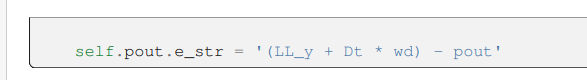 self.pout.e_str = '(LL_y + Dt * wd) - pout'